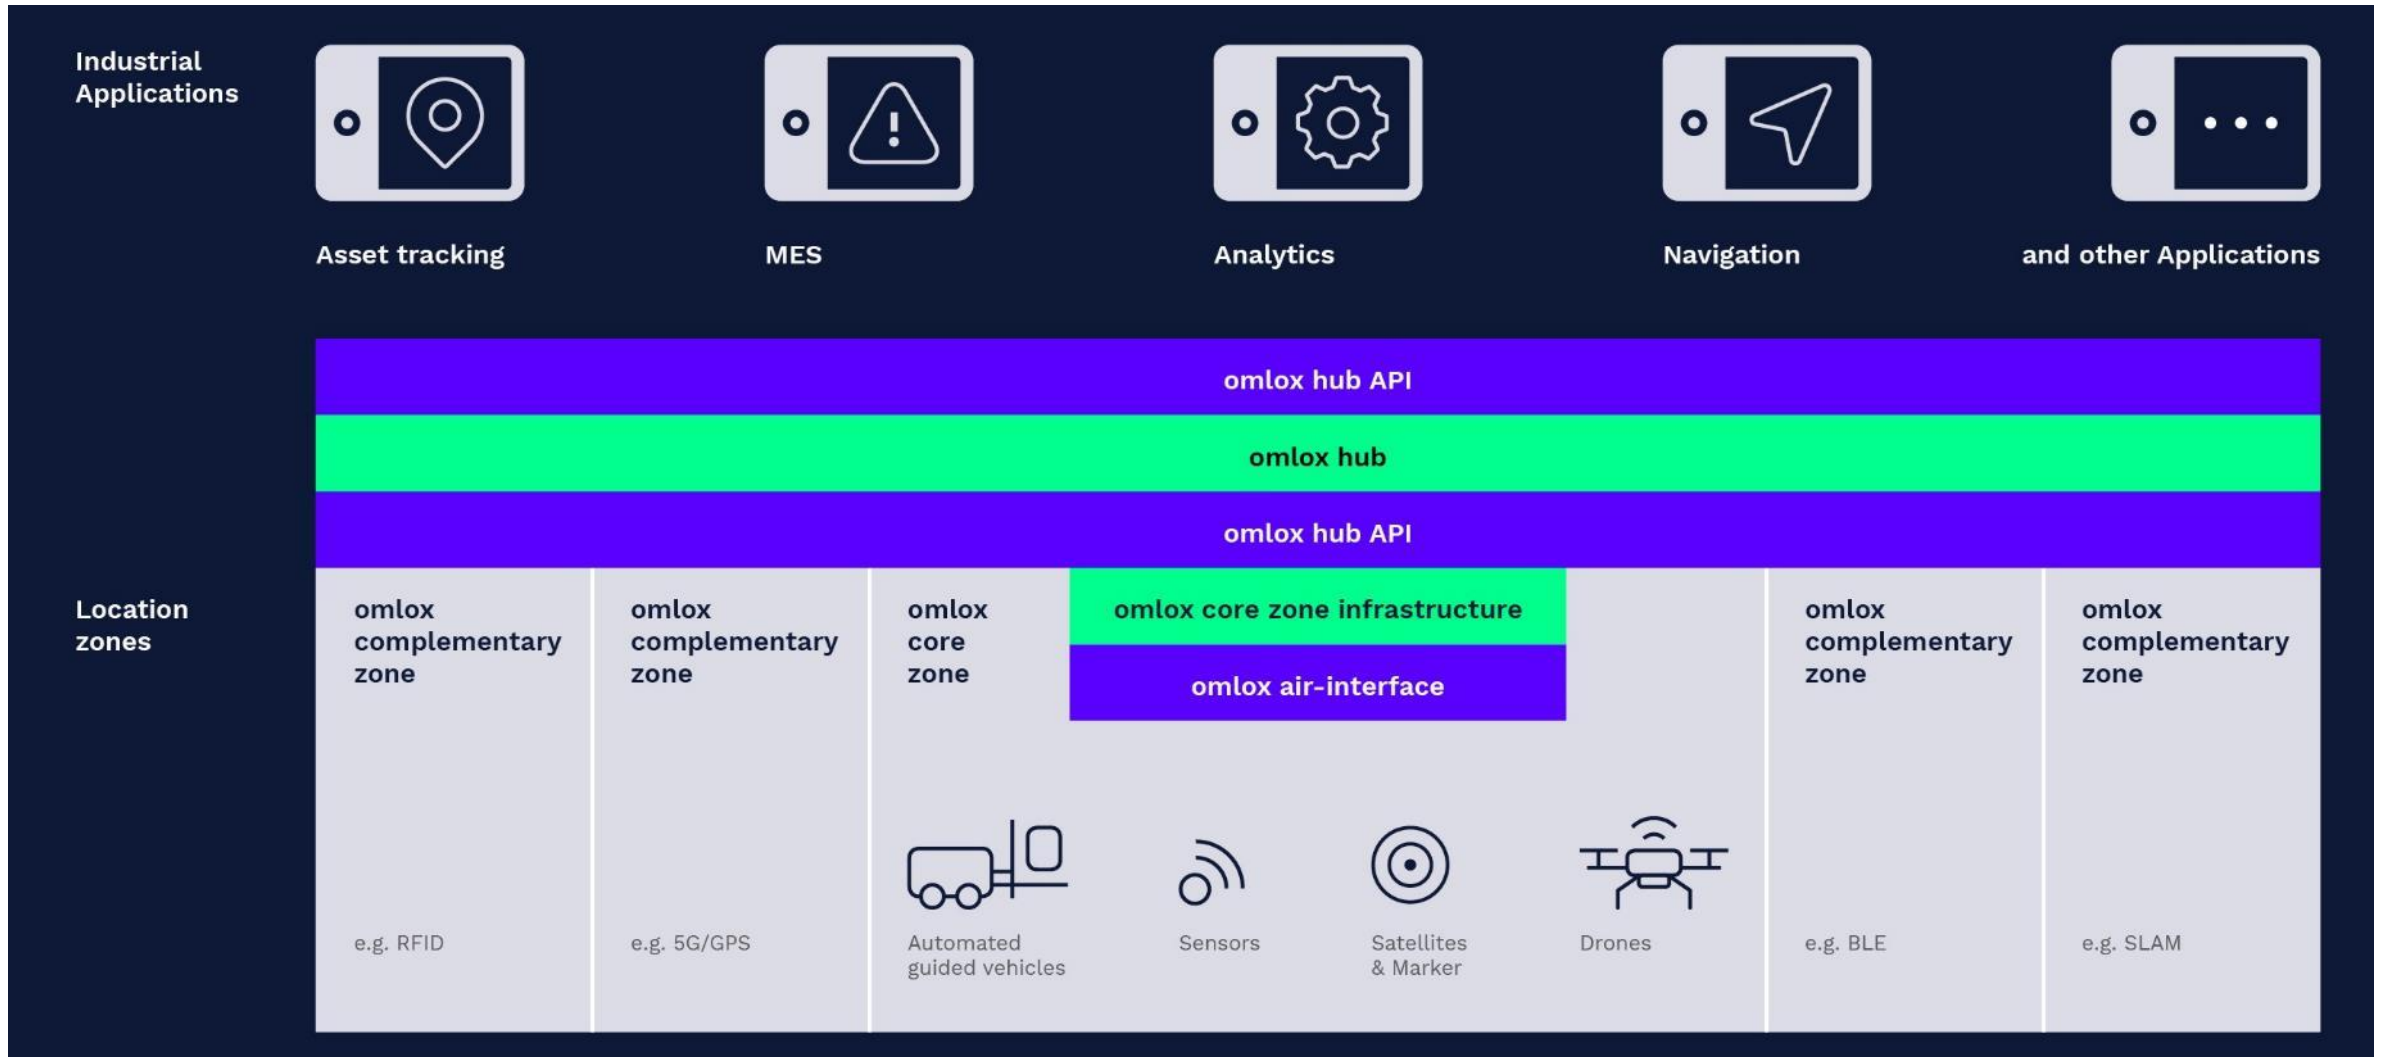 Industrial
Applications
Asset tracking
MES
Analytics
Navigation
and other Applications
omlox hub API
omlox hub
omlox hub API
Location
zones
omlox
complementary
zone
e.g. RFID
omlox
complementary
zone
e.g. 5G/GPS
omlox
core
zone
omlox core zone infrastructure
omlox air-interface
Automated
guided vehicles
Sensors
Satellites
& Marker
Drones
omlox
complementary
zone
e.g. BLE
omlox
complementary
zone
e.g. SLAM